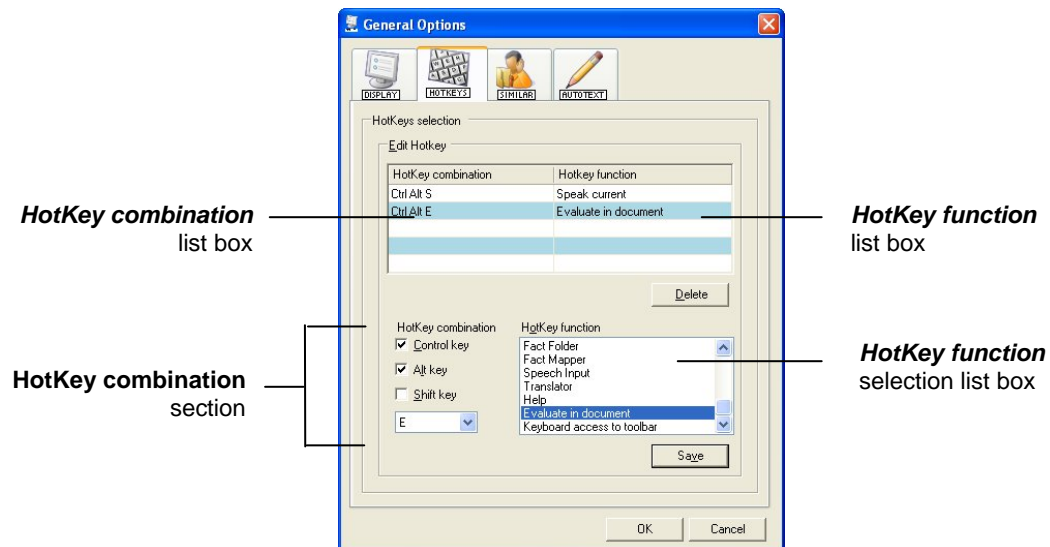 General Options
DISPLAY HOTKEYS SIMILAR AUTOTEXT
HotKeys selection
Edit Hotkey
HotKey combination Hotkey function
Ctrl Alt S Speak current
Ctrl Alt E Evaluate in document
HotKey combination
list box
HotKey function
list box
Delete
HotKey combination
Control key
Alt key
Shift key
E
HotKey function
Fact Folder
Fact Mapper
Speech Input
Translator
Help
Evaluate in document
Keyboard access to toolbar
HotKey combination
section
HotKey function
selection list box
Save
OK Cancel